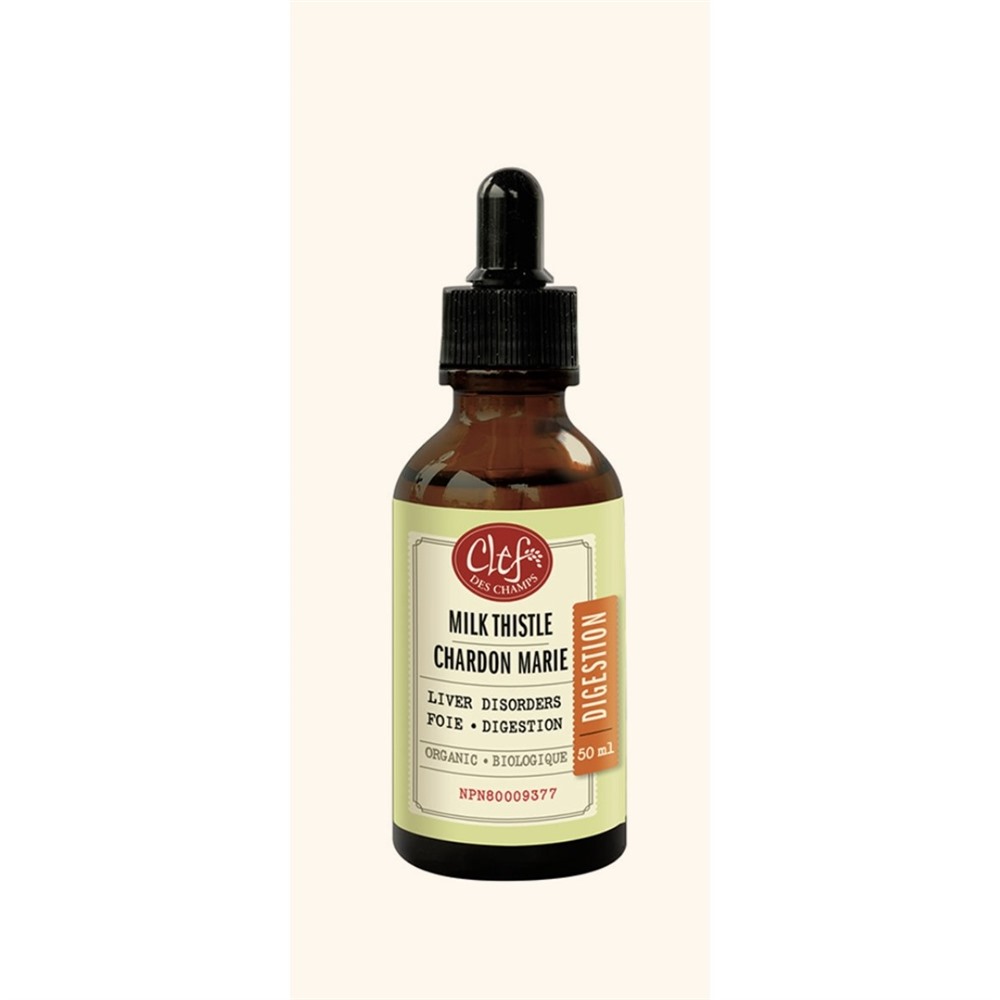 Clef
DES CHAMPS
MILK THISTLE
CHARDON MARIE
LIVER DISORDERS
FOIE • DIGESTION
ORGANIC • BIOLOGIQUE
NPN80009377
DIGESTION
50 ml